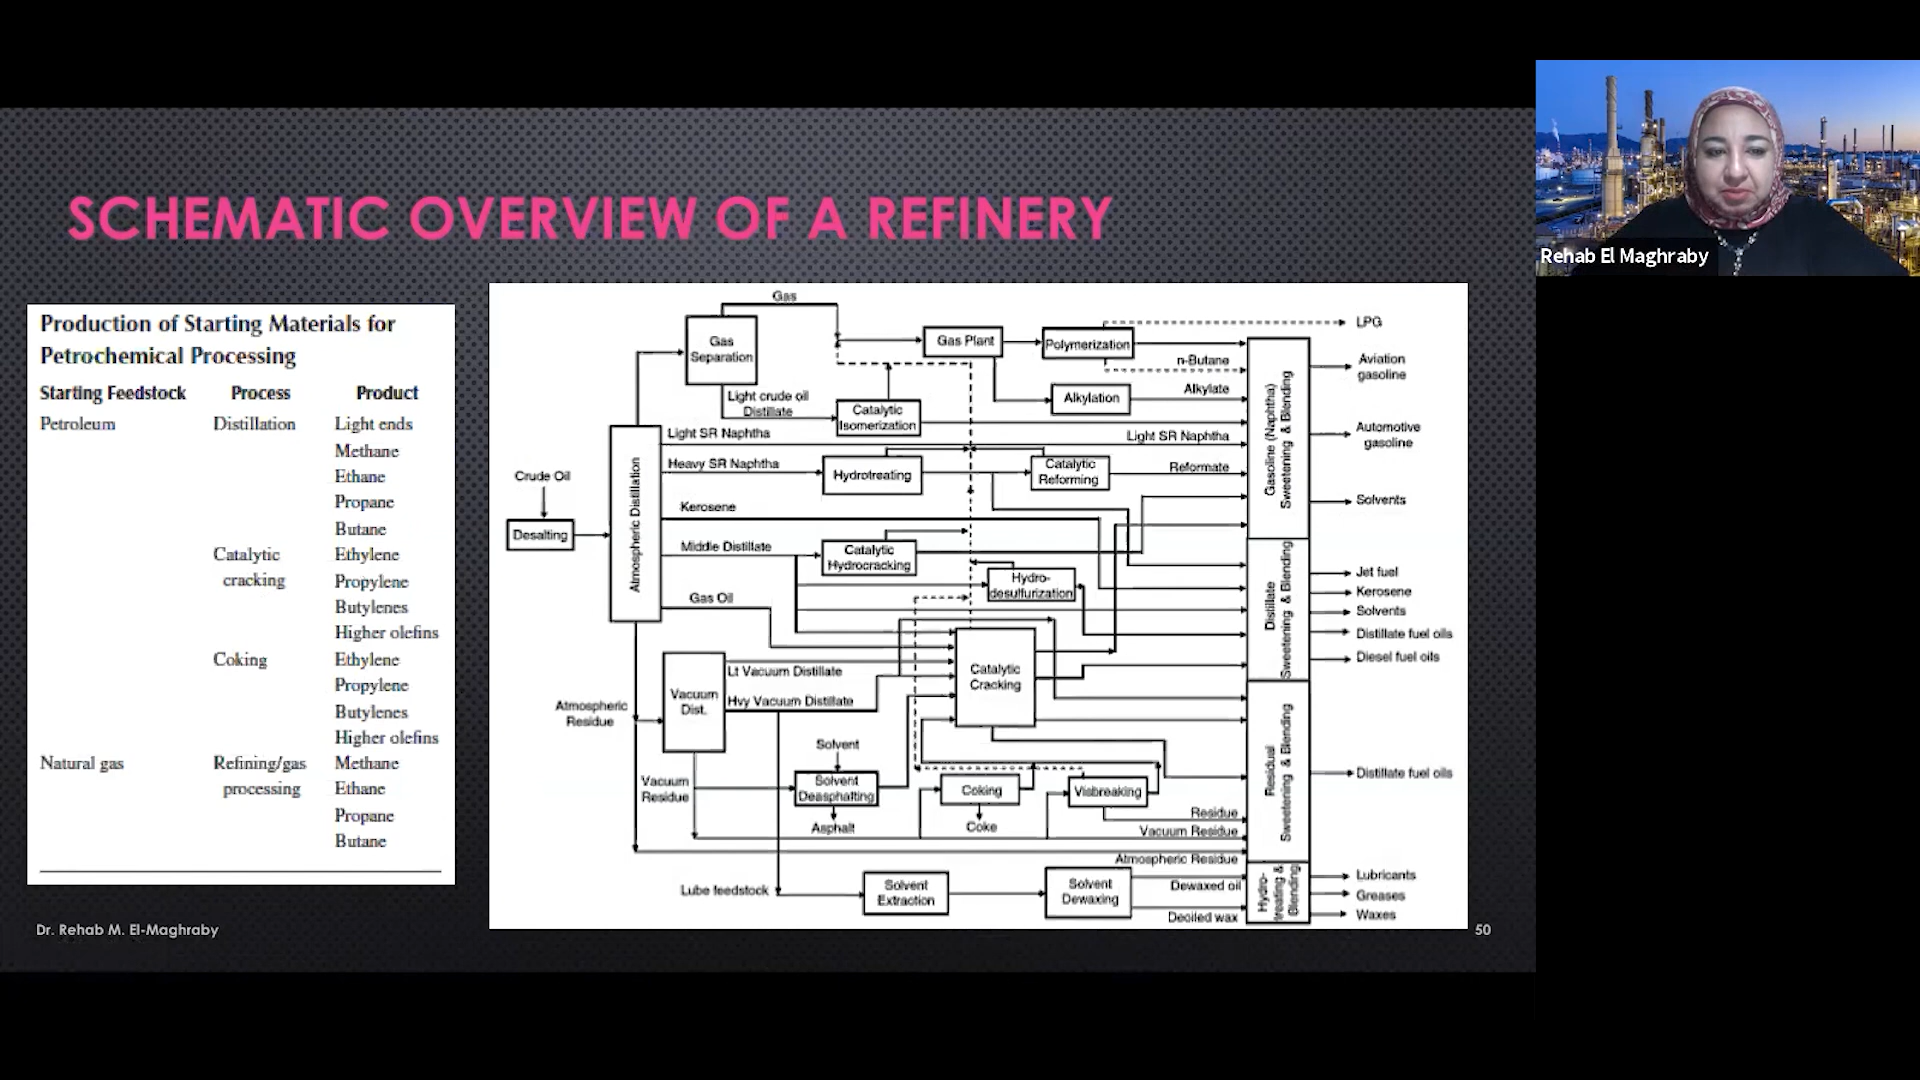 SCHEMATIC OVERVIEW OF A REFINERY
Rehab El Maghraby
Production of Starting Materials for
Petrochemical Processing
Starting Feedstock Process Product
Petroleum Distillation Light ends
Methane
Ethane
Propane
Butane
Catalytic Ethylene
cracking Propylene
Butylenes
Higher olefins
Coking Ethylene
Propylene
Butylenes
Higher olefins
Natural gas Refining/gas Methane
processing Ethane
Propane
Butane
Gas
Gas
Separation
Gas Plant
Polymerization
LPG
n-Butane
Aviation
gasoline
Light crude oil
Distillate
Catalytic
Isomerization
Alkylation
Alkylate
Gasoline (Naphtha)
Sweetening & Blending
Light SR Naphtha
Light SR Naphtha
Automotive
gasoline
Heavy SR Naphtha
Hydrotreating
Catalytic
Reforming
Reformate
Crude Oil
Desalting
Atmospheric Distillation
Kerosene
Solvents
Middle Distillate
Catalytic
Hydrocracking
Hydro-
desulfurization
Distillate
Sweetening & Blending
Jet fuel
Kerosene
Solvents
Distillate fuel oils
Diesel fuel oils
Gas Oil
Catalytic
Cracking
Lt Vacuum Distillate
Vacuum
Dist.
Hvy Vacuum Distillate
Atmospheric
Residue
Solvent
Solvent
Deasphalting
Asphalt
Vacuum
Residue
Coking
Coke
Visbreaking
Residual
Sweetening & Blending
Distillate fuel oils
Residue
Vacuum Residue
Atmospheric Residue
Lube feedstock
Solvent
Extraction
Solvent
Dewaxing
Dewaxed oil
Deoiled wax
Hydro-
treating &
Blending
Lubricants
Greases
Waxes
Dr. Rehab M. El-Maghraby
50